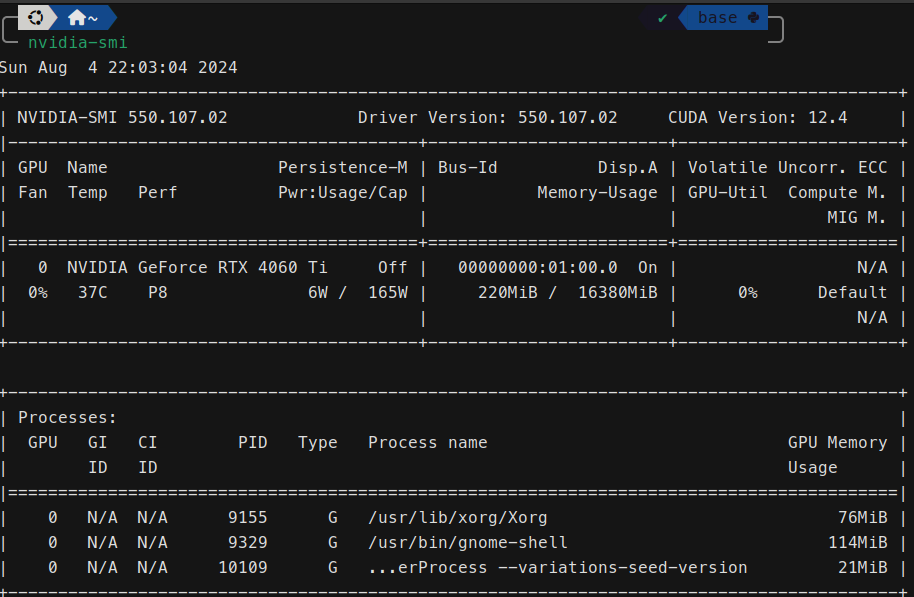 ~ ✔ base
nvidia-smi
Sun Aug  4 22:03:04 2024
+-----------------------------------------------------------------------------------------+
| NVIDIA-SMI 550.107.02             Driver Version: 550.107.02     CUDA Version: 12.4     |
|-----------------------------------------+------------------------+----------------------+
| GPU  Name                 Persistence-M | Bus-Id          Disp.A | Volatile Uncorr. ECC |
| Fan  Temp   Perf          Pwr:Usage/Cap |           Memory-Usage | GPU-Util  Compute M. |
|                                         |                        |               MIG M. |
|=========================================+========================+======================|
|   0  NVIDIA GeForce RTX 4060 Ti     Off |   00000000:01:00.0  On |                  N/A |
|  0%   37C    P8              6W /  165W |     220MiB /  16380MiB |      0%      Default |
|                                         |                        |                  N/A |
+-----------------------------------------+------------------------+----------------------+
+-----------------------------------------------------------------------------------------+
| Processes:                                                                              |
|  GPU   GI   CI        PID   Type   Process name                              GPU Memory |
|        ID   ID                                                               Usage      |
|=========================================================================================|
|    0   N/A  N/A      9155      G   /usr/lib/xorg/Xorg                             76MiB |
|    0   N/A  N/A      9329      G   /usr/bin/gnome-shell                          114MiB |
|    0   N/A  N/A     10109      G   ...erProcess --variations-seed-version         21MiB |
+-----------------------------------------------------------------------------------------+